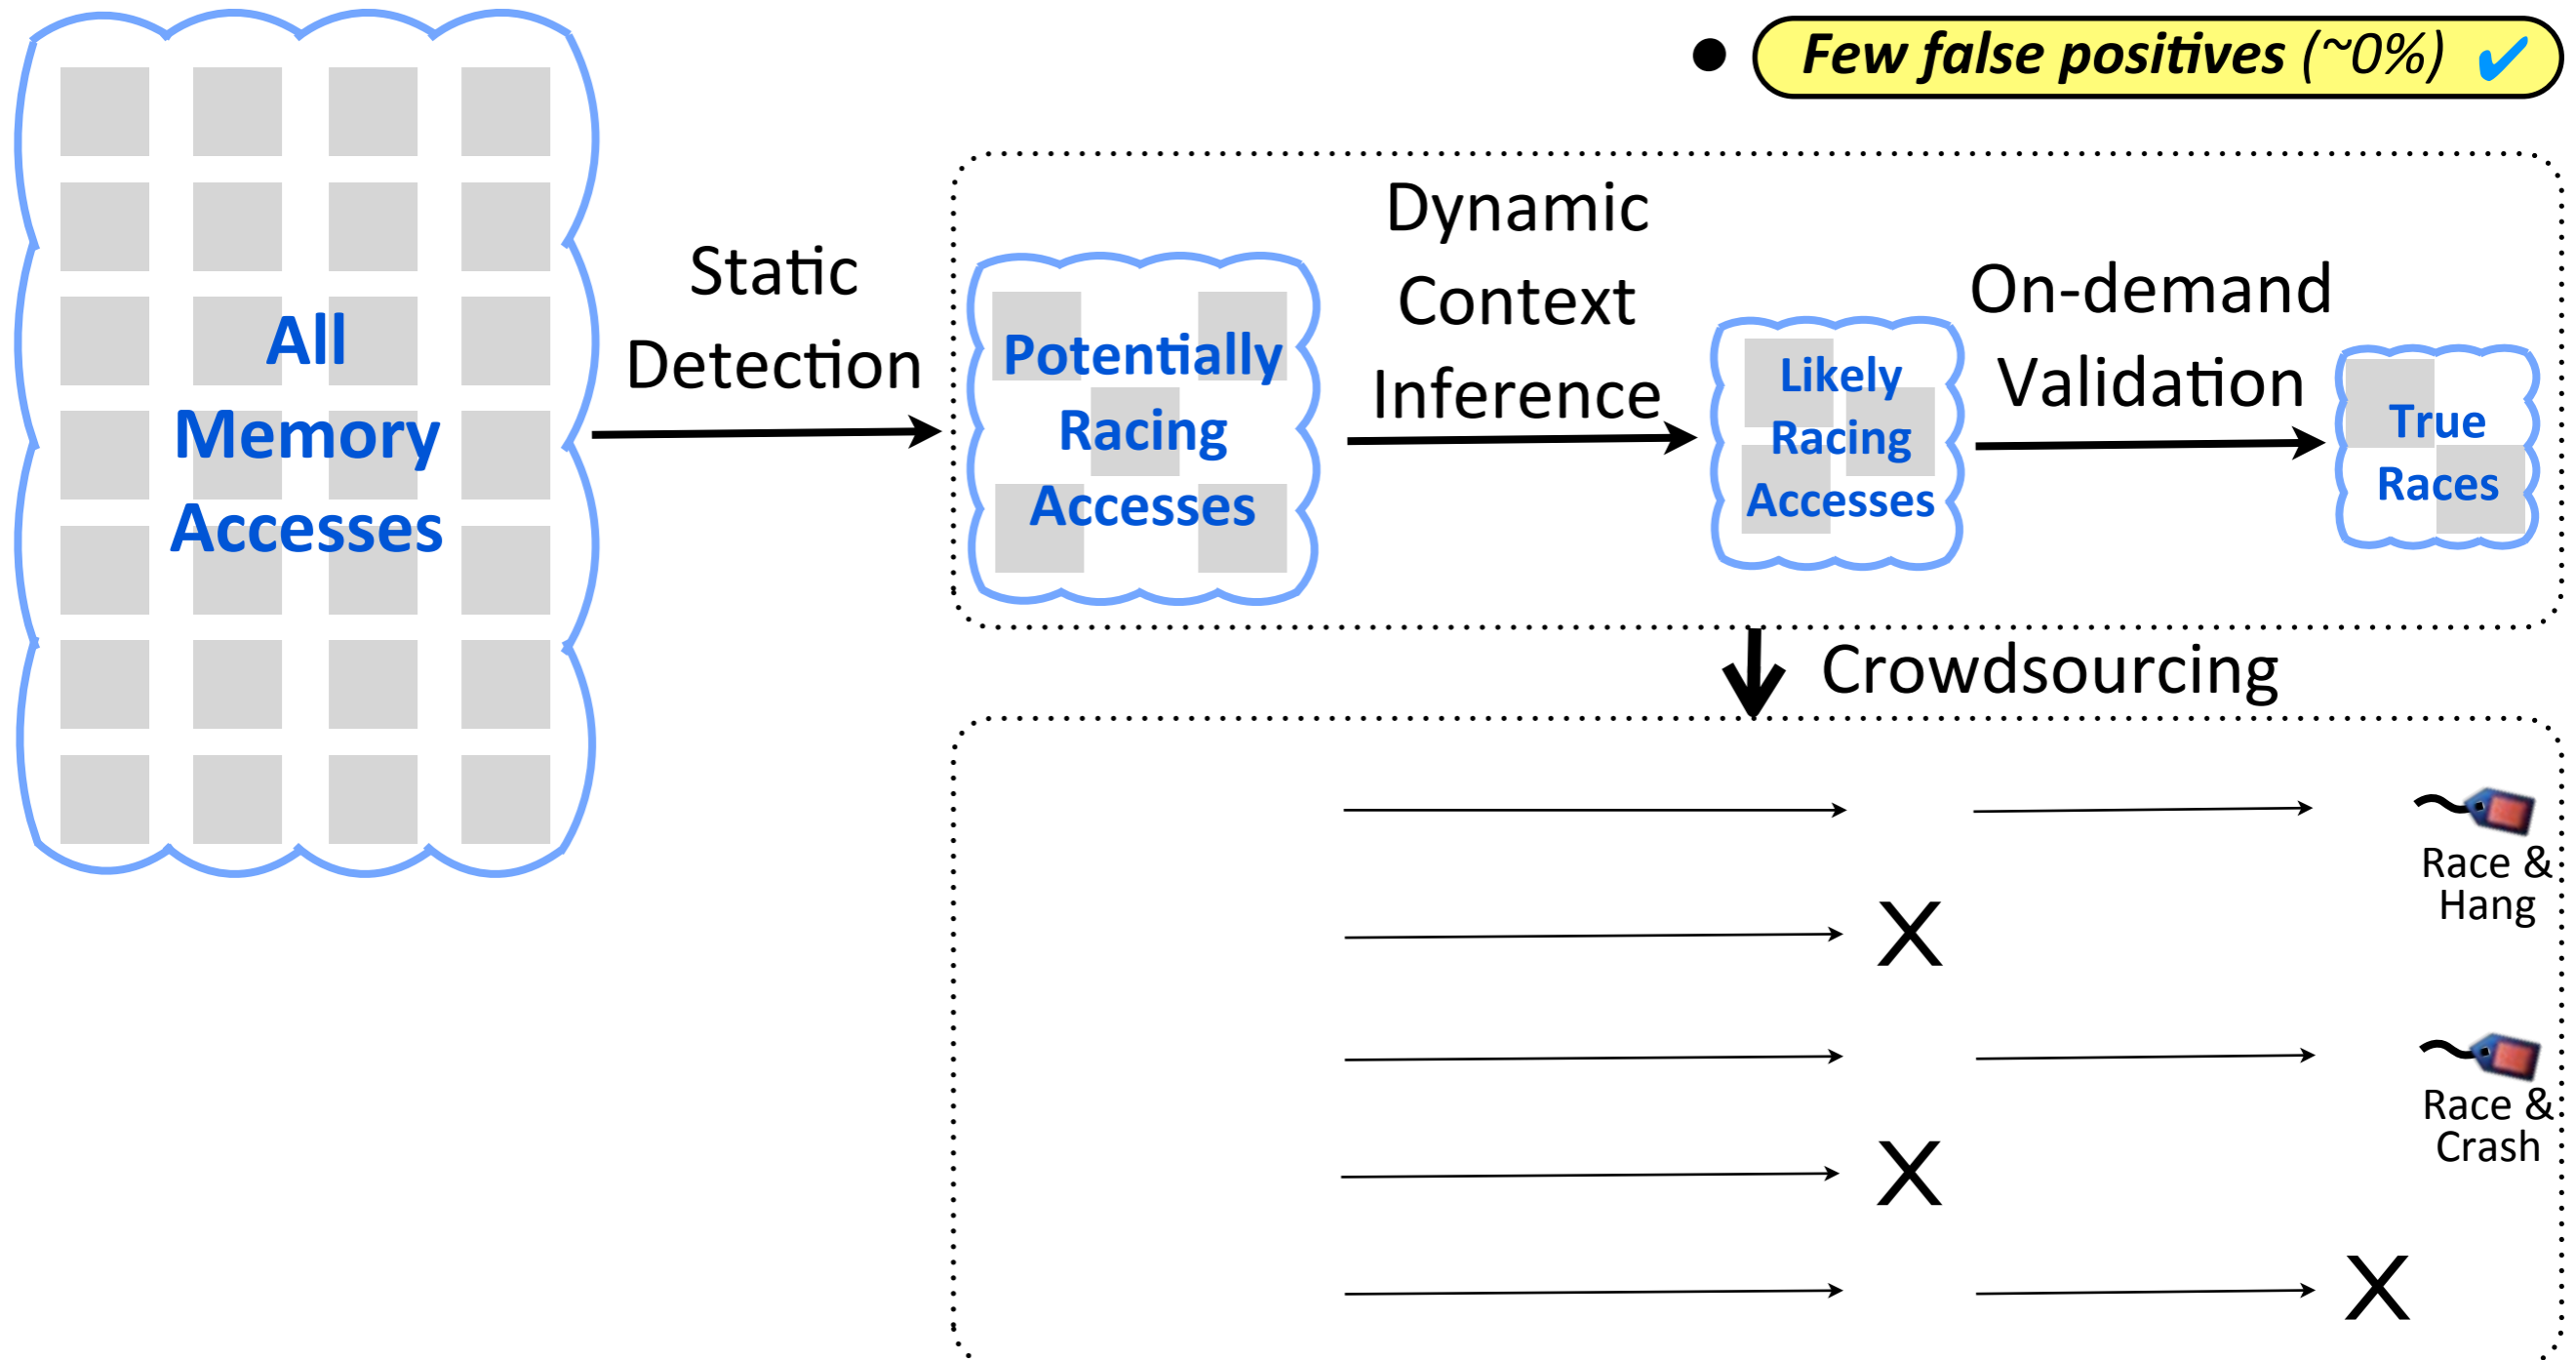 Few false positives (~0%) ✔
All
Memory
Accesses
Static
Detection
Potentially
Racing
Accesses
Dynamic
Context
Inference
Likely
Racing
Accesses
On-demand
Validation
True
Races
Crowdsourcing
Race &
Hang
X
Race &
Crash
X
X